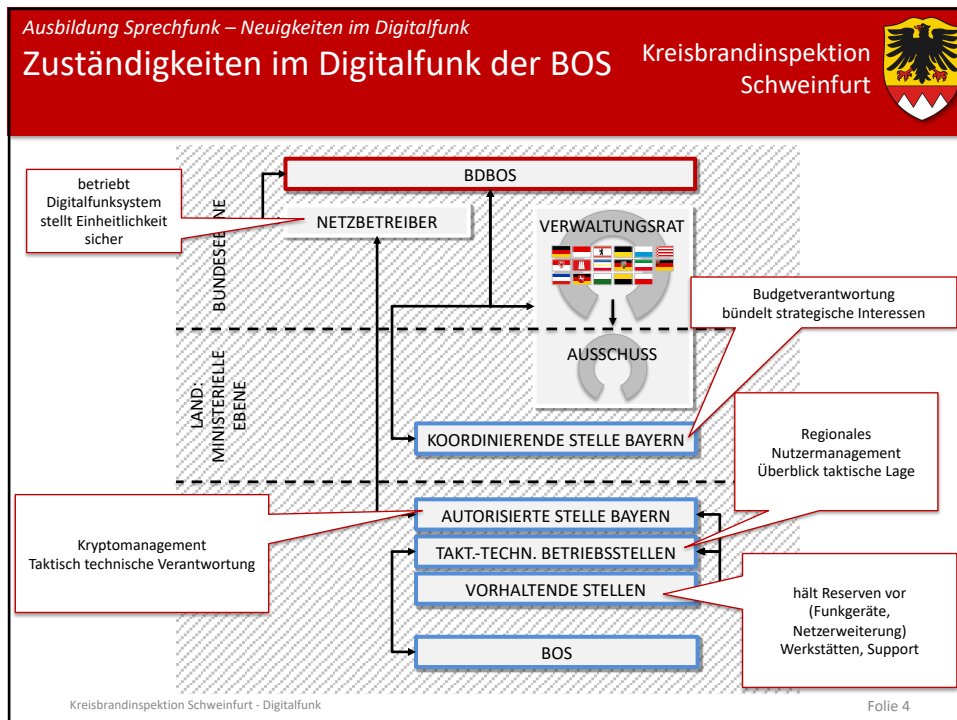 Ausbildung Sprechfunk – Neuigkeiten im Digitalfunk
Zuständigkeiten im Digitalfunk der BOS
Kreisbrandinspektion
Schweinfurt
BDBOS
betreibt
Digitalfunksystem
stellt Einheitlichkeit
sicher
NETZBETREIBER
VERWALTUNGSRAT
BUNDESEBENE
Budgetverantwortung
bündelt strategische Interessen
AUSSCHUSS
LAND:
MINISTERIELLE
EBENE
KOORDINIERENDE STELLE BAYERN
Regionales
Nutzermanagement
Überblick taktische Lage
AUTORISIERTE STELLE BAYERN
Kryptomanagement
Taktisch technische Verantwortung
TAKT.-TECHN. BETRIEBSSTELLEN
VORHALTENDE STELLEN
hält Reserven vor
(Funkgeräte,
Netzerweiterung)
Werkstätten, Support
BOS
Kreisbrandinspektion Schweinfurt - Digitalfunk
Folie 4